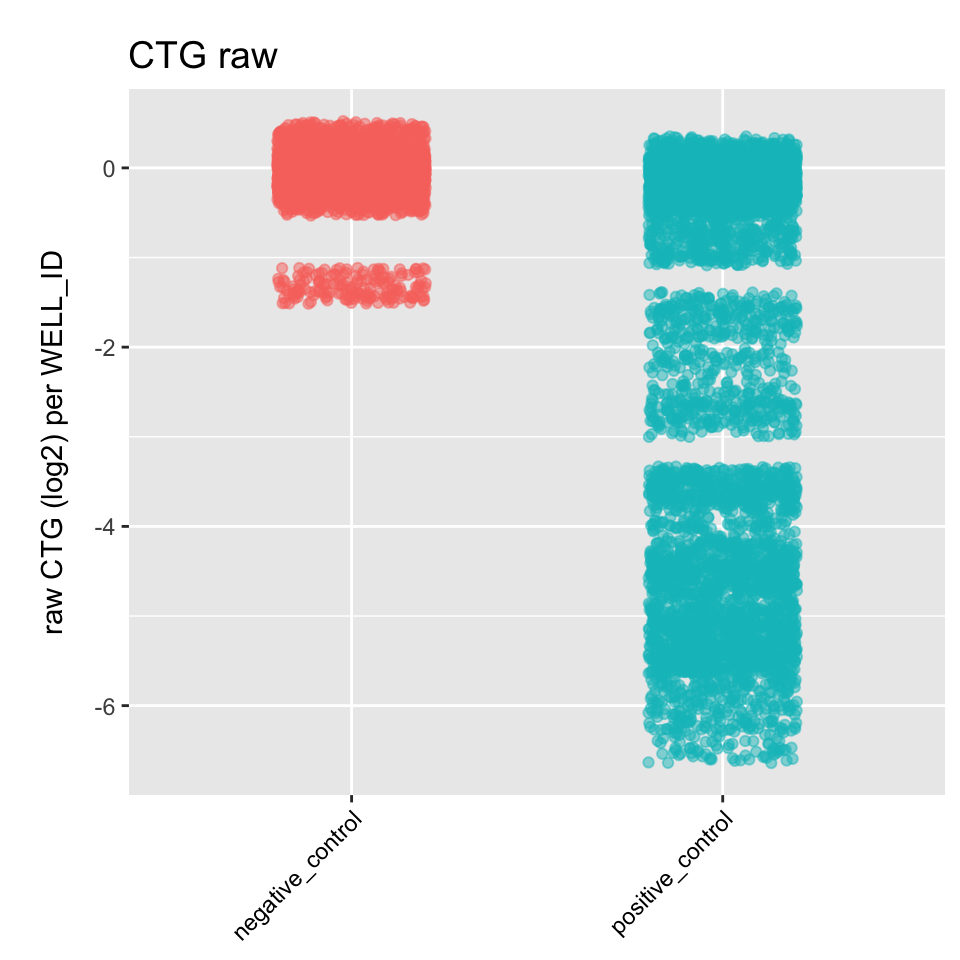 CTG raw
raw CTG (log2) per WELL_ID
0
-2
-4
-6
negative_control
positive_control